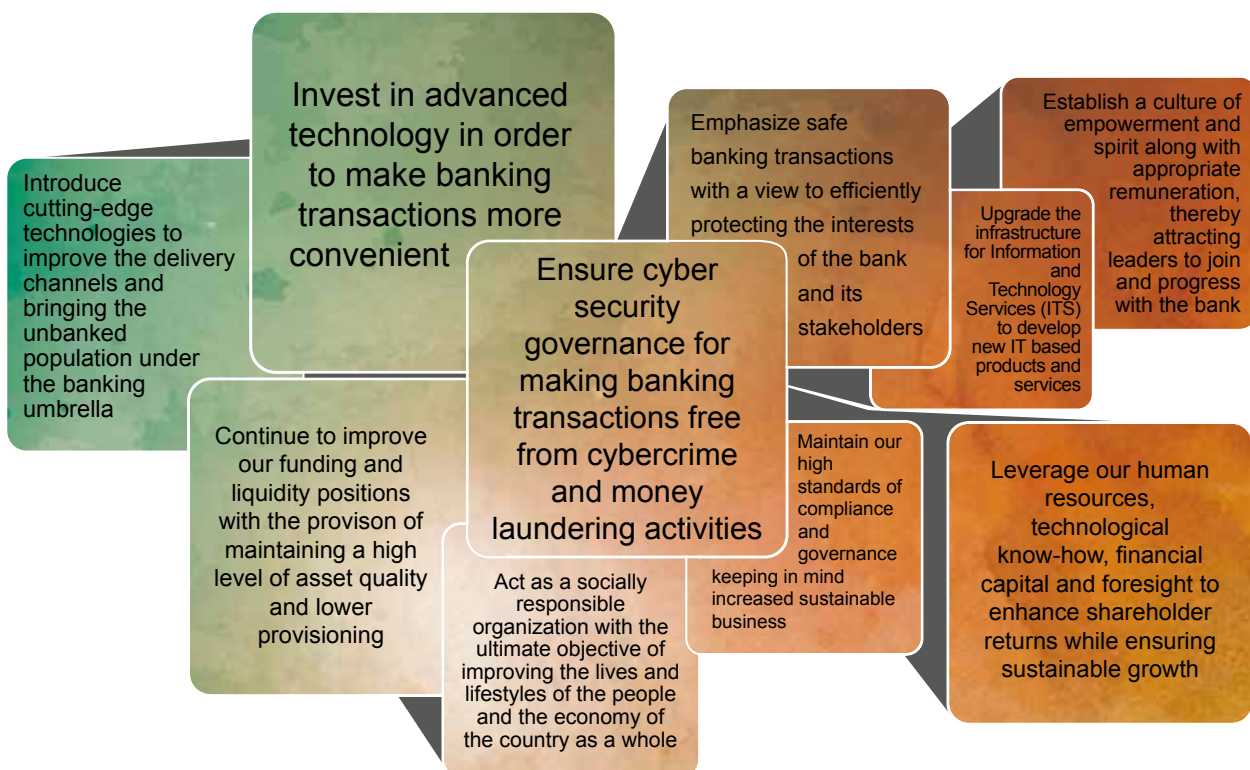 Introduce
cutting-edge
technologies to
improve the delivery
channels and
bringing the
unbanked
population under
the banking
umbrella
Invest in advanced
technology in order
to make banking
transactions more
convenient
Continue to improve
our funding and
liquidity positions
with the provison of
maintaining a high
level of asset quality
and lower
provisioning
Ensure cyber
security
governance for
making banking
transactions free
from cybercrime
and money
laundering activities
Act as a socially
responsible
organization with the
ultimate objective of
improving the lives and
lifestyles of the people
and the economy of
the country as a whole
Emphasize safe
banking transactions
with a view to efficiently
protecting the interests
of the bank
and its
stakeholders
Maintain our
high
standards of
compliance
and
governance
keeping in mind
increased sustainable
business
Upgrade the
infrastructure
for Information
and
Technology
Services (ITS)
to develop
new IT based
products and
services
Establish a culture of
empowerment and
spirit along with
appropriate
remuneration,
thereby
attracting
leaders to join
and progress
with the bank
Leverage our human
resources,
technological
know-how, financial
capital and foresight to
enhance shareholder
returns while ensuring
sustainable growth